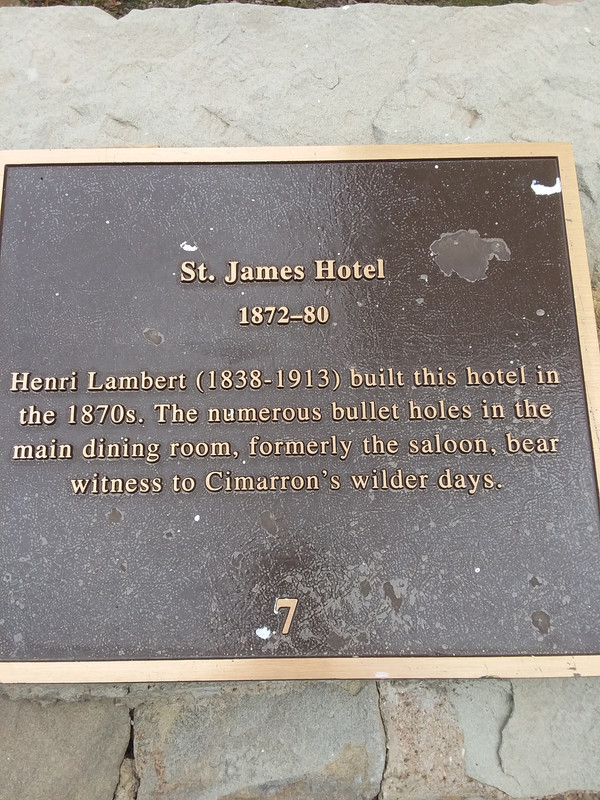 St. James Hotel
1872–80
Henri Lambert (1838-1913) built this hotel in
the 1870s. The numerous bullet holes in the
main dining room, formerly the saloon, bear
witness to Cimarron's wilder days.
7